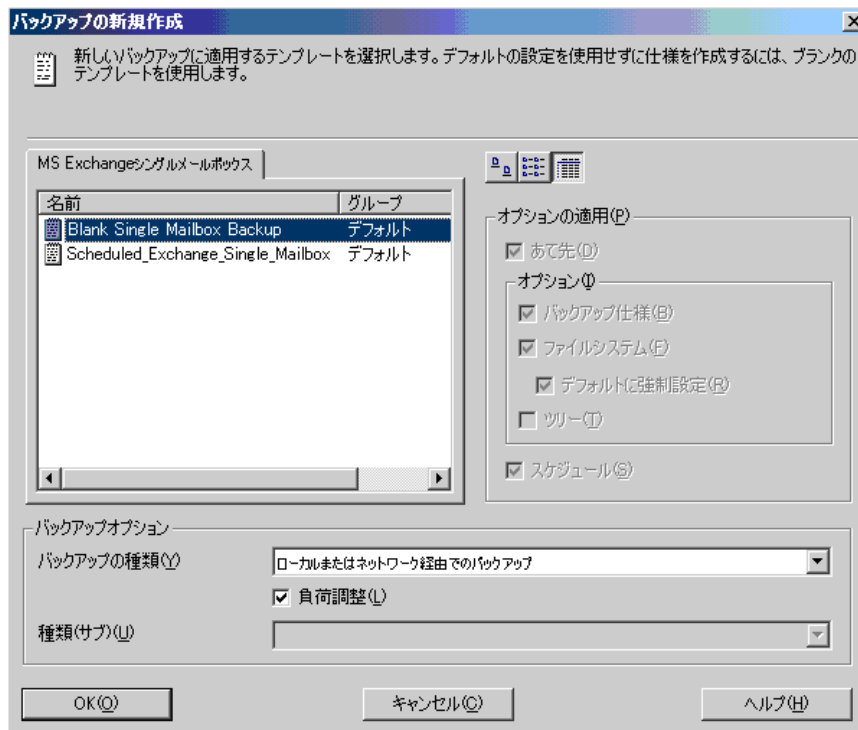 バックアップの新規作成
新しいバックアップに適用するテンプレートを選択します。デフォルトの設定を使用せずに仕様を作成するには、ブランクの
テンプレートを使用します。
MS Exchangeシングルメールボックス
名前 グループ
Blank Single Mailbox Backup デフォルト
Scheduled_Exchange_Single_Mailbox デフォルト
オプションの適用(P)
あて先(D)
オプション(I)
バックアップ仕様(B)
ファイルシステム(F)
デフォルトに強制設定(R)
ツリー(T)
スケジュール(S)
バックアップオプション
バックアップの種類(Y) ローカルまたはネットワーク経由でのバックアップ
負荷調整(L)
種類(サブ)(U)
OK(O) キャンセル(C) ヘルプ(H)